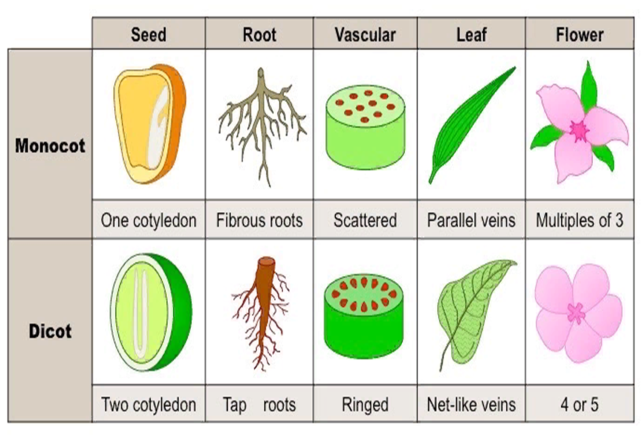 Seed Root Vascular Leaf Flower
Monocot
One cotyledon Fibrous roots Scattered Parallel veins Multiples of 3
Dicot
Two cotyledon Tap roots Ringed Net-like veins 4 or 5